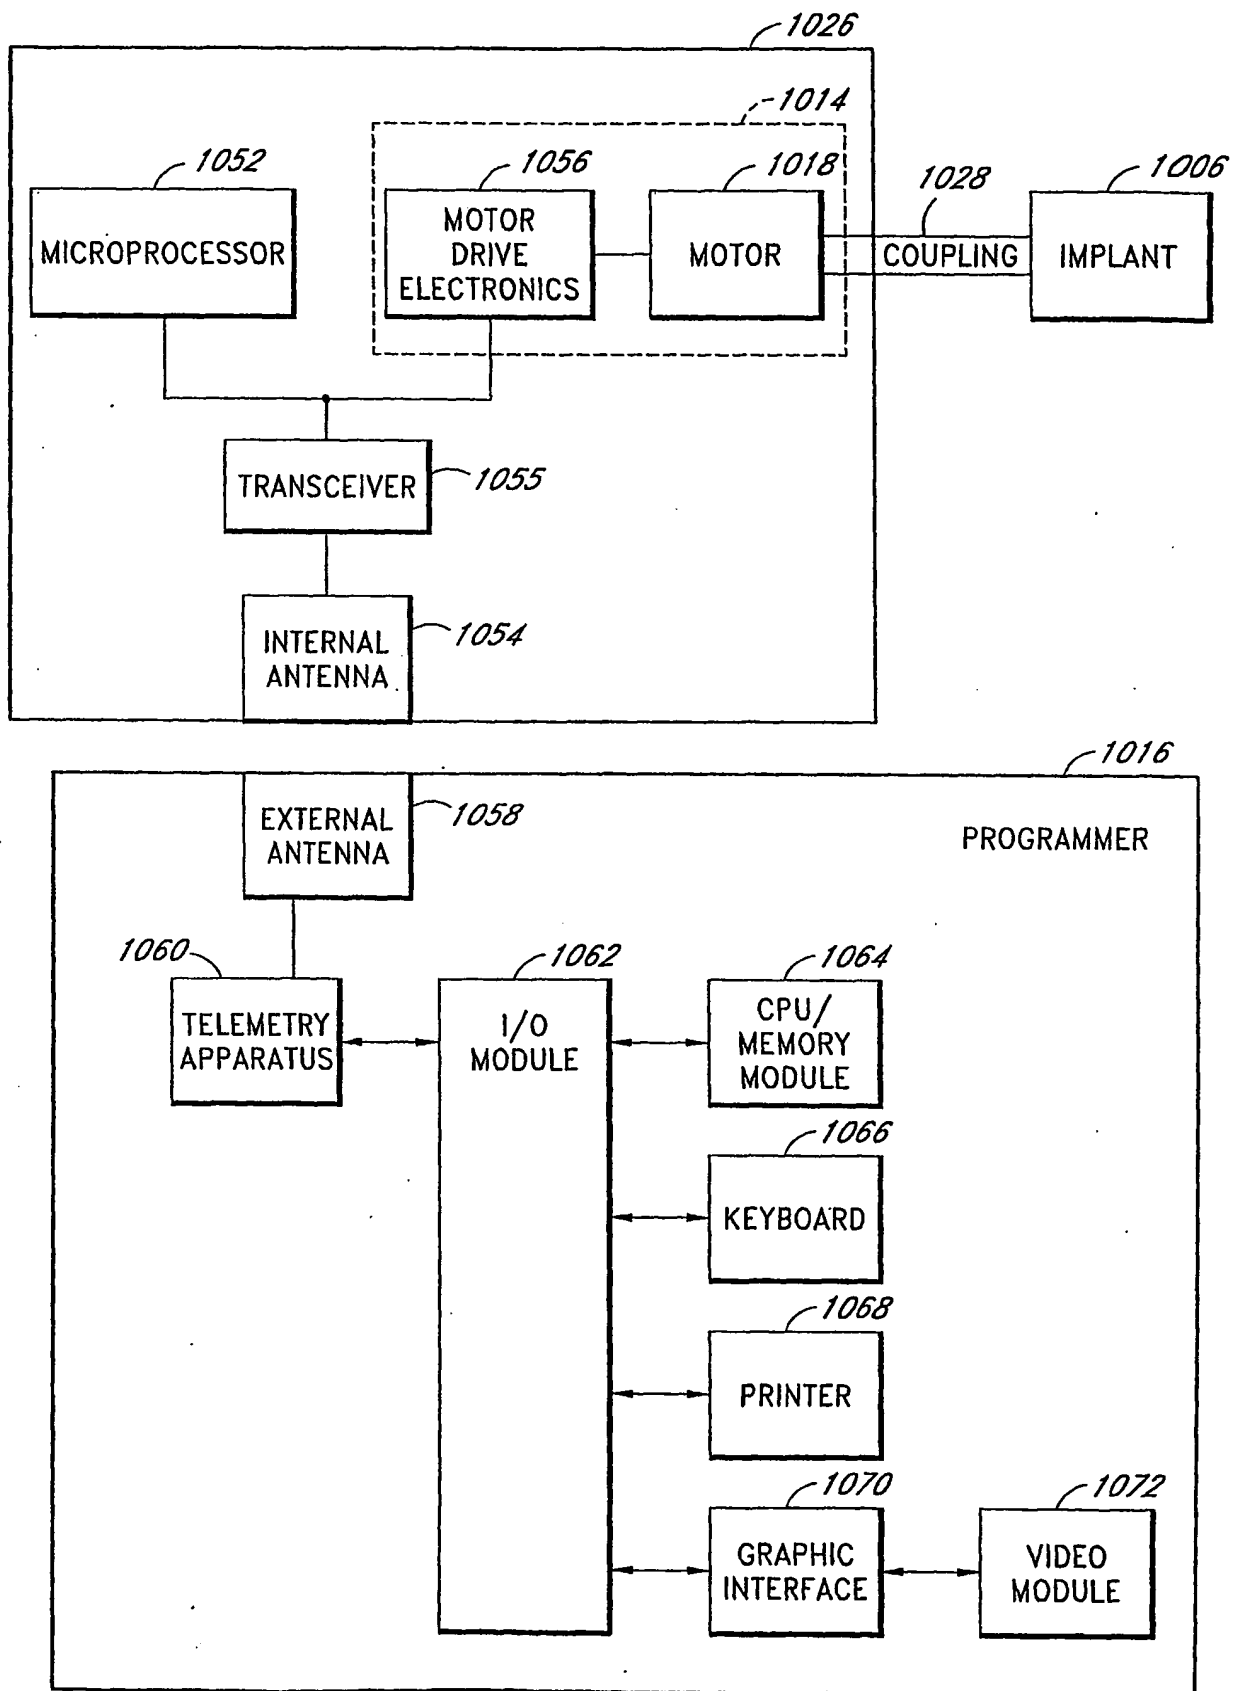 1026
1014
1052
1056
1018
1028
1006
MICROPROCESSOR
MOTOR
DRIVE
ELECTRONICS
MOTOR
COUPLING
IMPLANT
TRANSCEIVER
1055
INTERNAL
ANTENNA
1054
1016
EXTERNAL
ANTENNA
1058
PROGRAMMER
1060
1062
1064
TELEMETRY
APPARATUS
I/O
MODULE
CPU/
MEMORY
MODULE
1066
KEYBOARD
1068
PRINTER
1070
1072
GRAPHIC
INTERFACE
VIDEO
MODULE